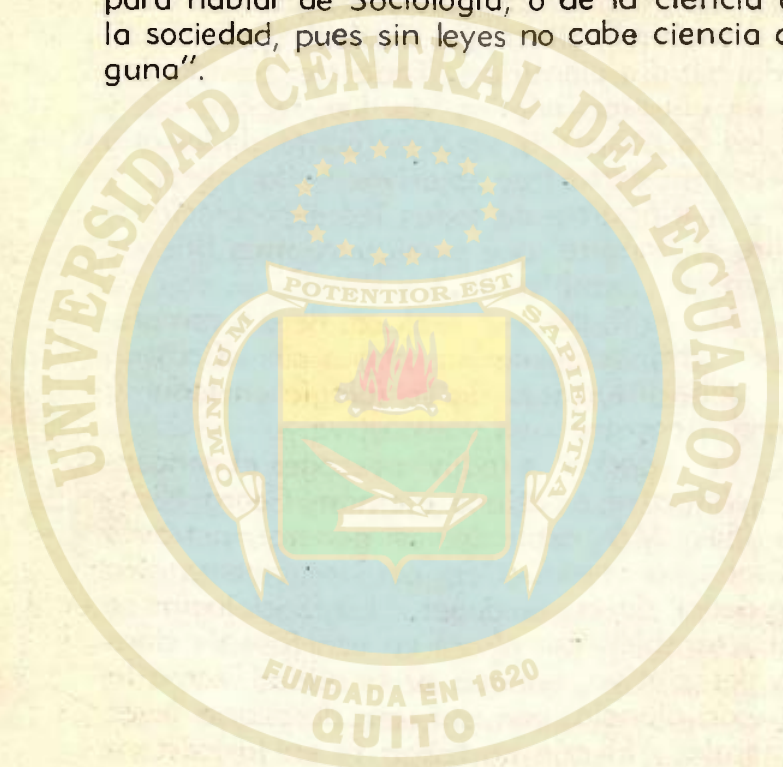 para hablar de Sociología, o de la ciencia
la sociedad, pues sin leyes no cabe ciencia
guna".
UNIVERSIDAD CENTRAL DEL ECUADOR
OMNIUM POTENTIOR EST SAPIENTIA
FUNDADA EN 1620
QUITO